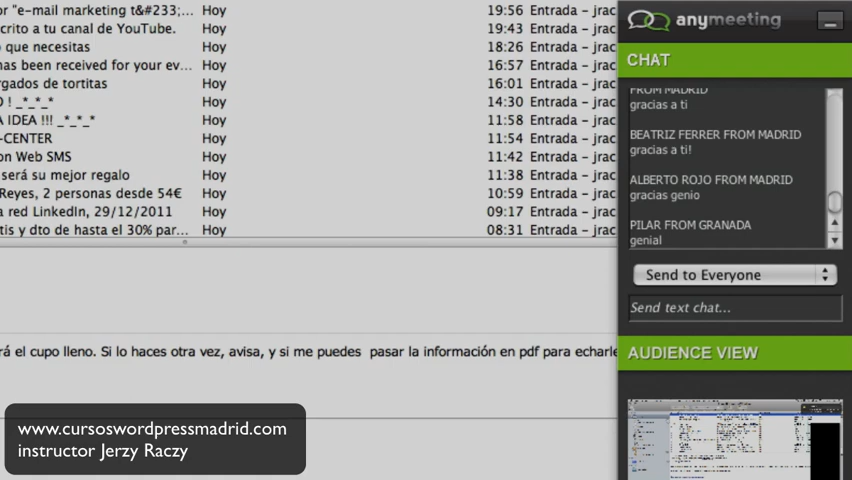 or "e-mail marketing t&#233;... Hoy 19:56 Entrada – jrac
scrito a tu canal de YouTube. Hoy 19:43 Entrada – jrac
o que necesitas Hoy 18:26 Entrada – jrac
has been received for your ev... Hoy 16:57 Entrada – jrac
rgados de tortitas Hoy 16:01 Entrada – jrac
O ! _*_*_* Hoy 14:30 Entrada – jrac
A IDEA !!! _*_*_* Hoy 11:58 Entrada – jrac
-CENTER Hoy 11:54 Entrada – jrac
on Web SMS Hoy 11:42 Entrada – jrac
será su mejor regalo Hoy 11:38 Entrada – jrac
Reyes, 2 personas desde 54€ Hoy 10:59 Entrada – jrac
a red LinkedIn, 29/12/2011 Hoy 09:17 Entrada – jrac
tis y dto de hasta el 30% par... Hoy 08:31 Entrada – jrac
rá el cupo lleno. Si lo haces otra vez, avisa, y si me puedes pasar la información en pdf para echarle
www.cursoswordpressmadrid.com
instructor Jerzy Raczy
anymeeting
CHAT
FROM MADRID
gracias a ti
BEATRIZ FERRER FROM MADRID
gracias a ti!
ALBERTO ROJO FROM MADRID
gracias genio
PILAR FROM GRANADA
genial
Send to Everyone
Send text chat...
AUDIENCE VIEW